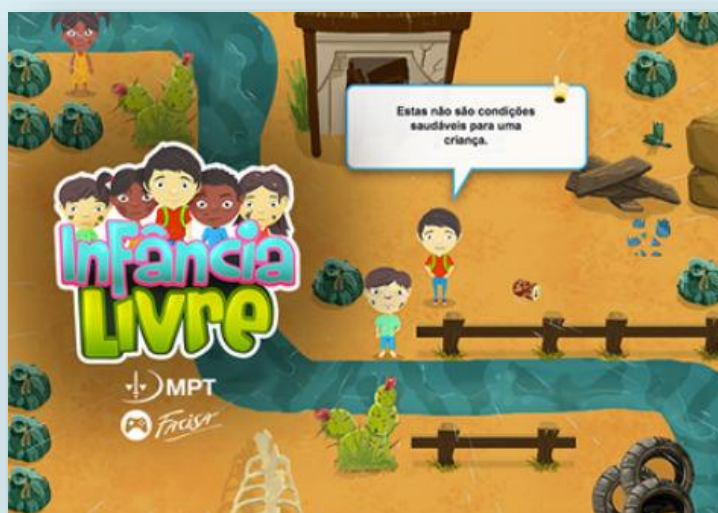 Estas não são condições
saudáveis para uma
criança.
Infância
Livre
MPT
Facisa